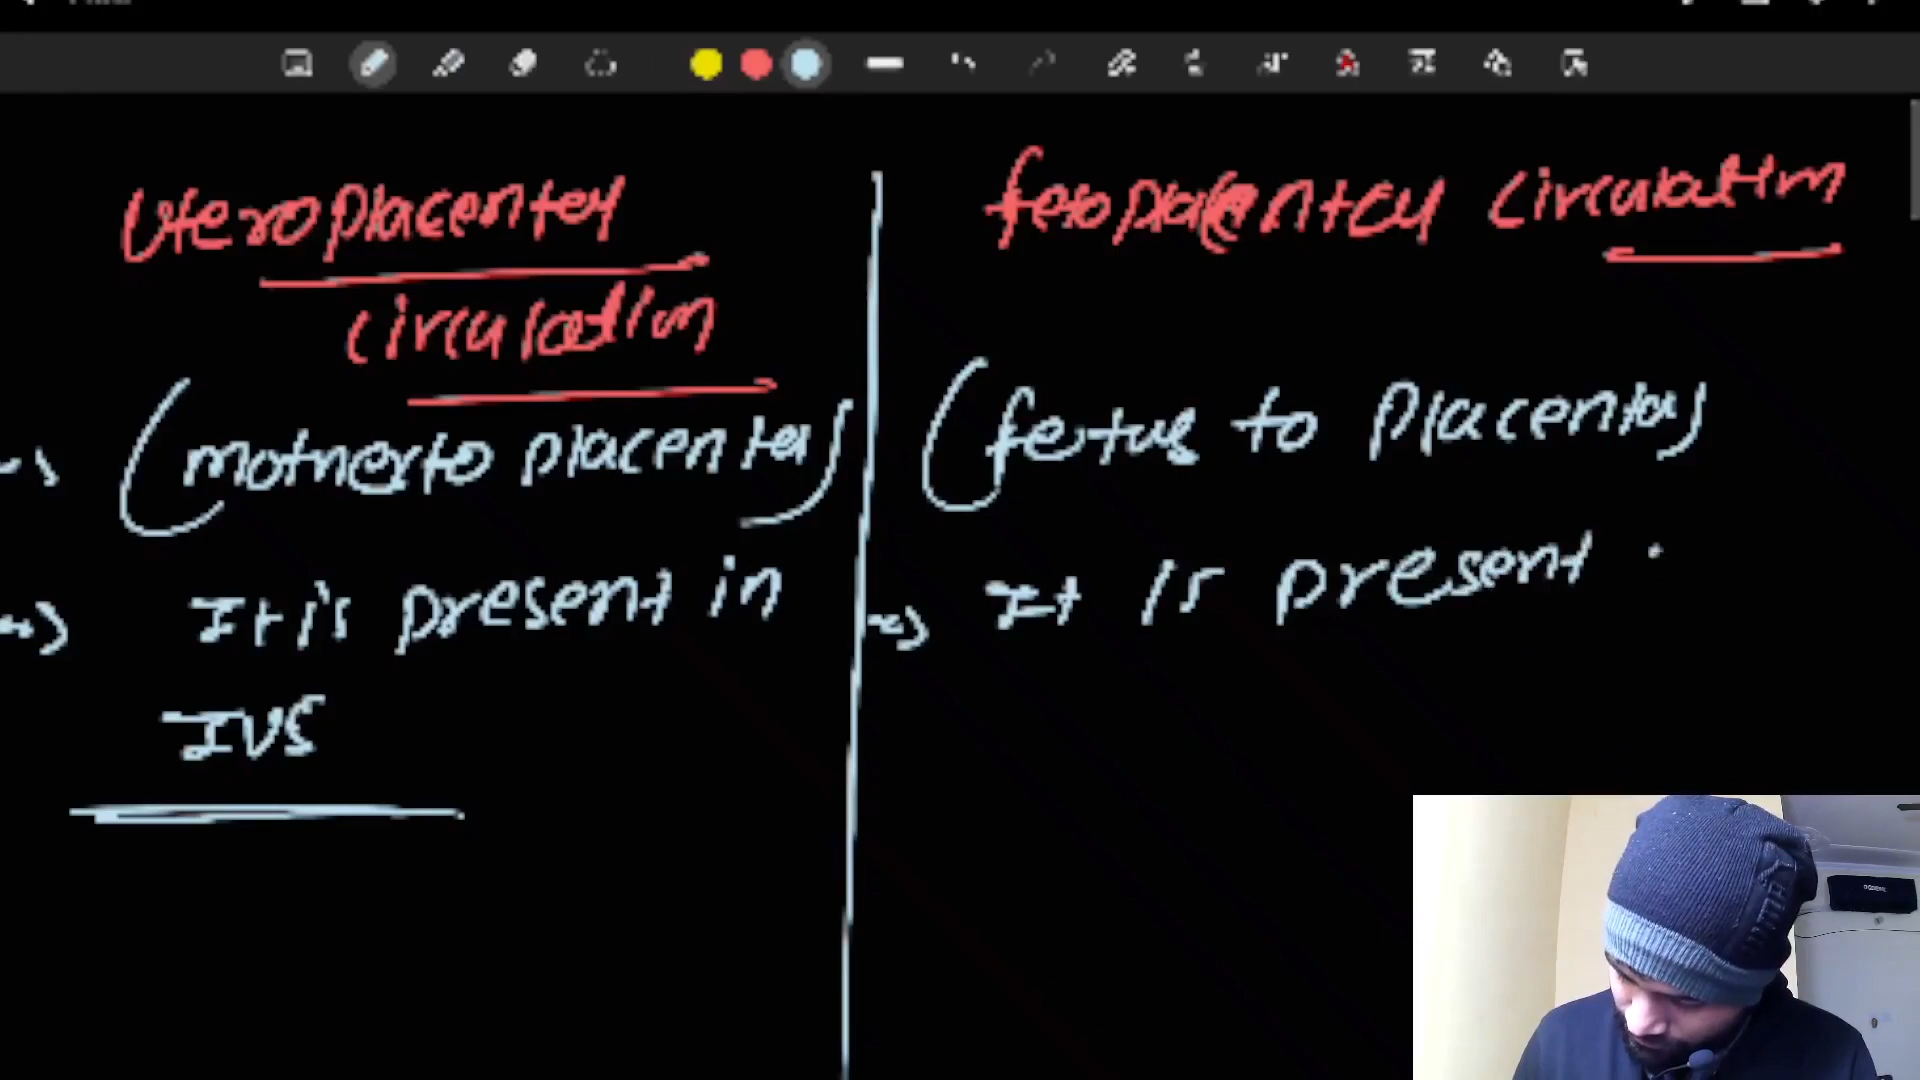 Uteroplacental
circulation
(mother to placenta)
It is present in
IVS
fetoplacental circulation
(fetus to placenta)
It is present